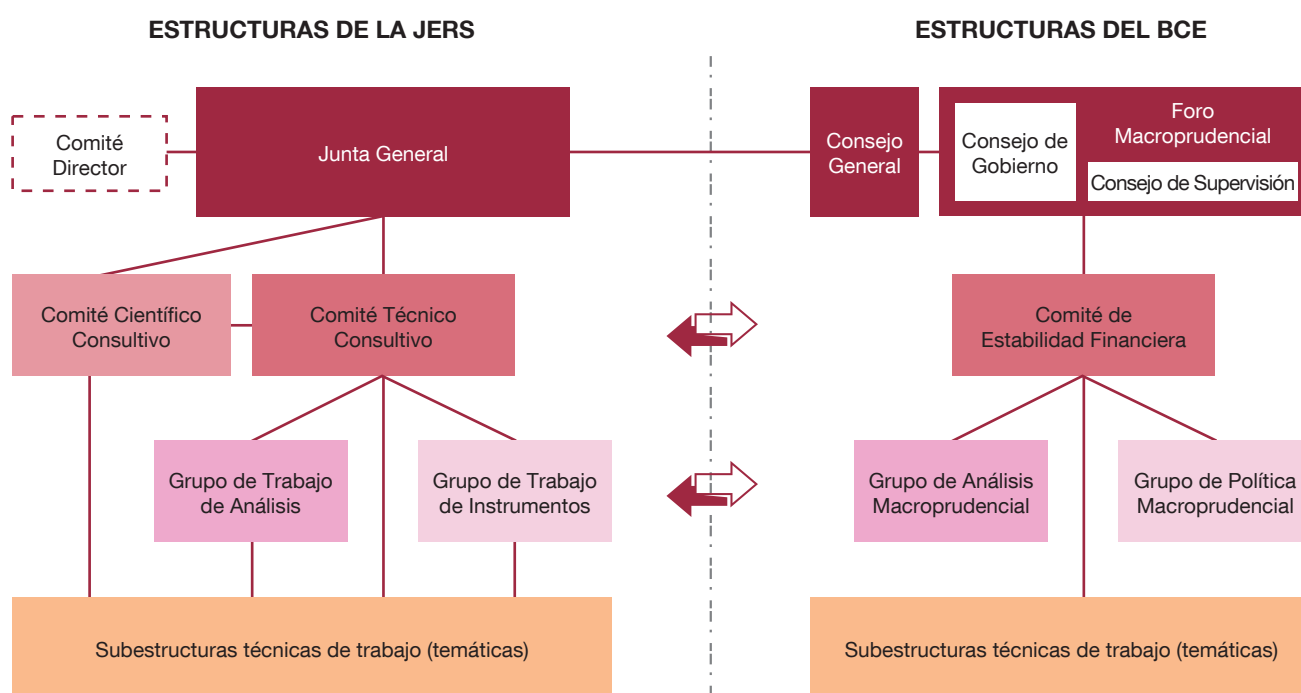 ESTRUCTURAS DE LA JERS
ESTRUCTURAS DEL BCE
Comité
Director
Junta General
Consejo
General
Consejo de
Gobierno
Foro
Macroprudencial
Consejo de Supervisión
Comité Científico
Consultivo
Comité Técnico
Consultivo
Comité de
Estabilidad Financiera
Grupo de Trabajo
de Análisis
Grupo de Trabajo
de Instrumentos
Grupo de Análisis
Macroprudencial
Grupo de Política
Macroprudencial
Subestructuras técnicas de trabajo (temáticas)
Subestructuras técnicas de trabajo (temáticas)